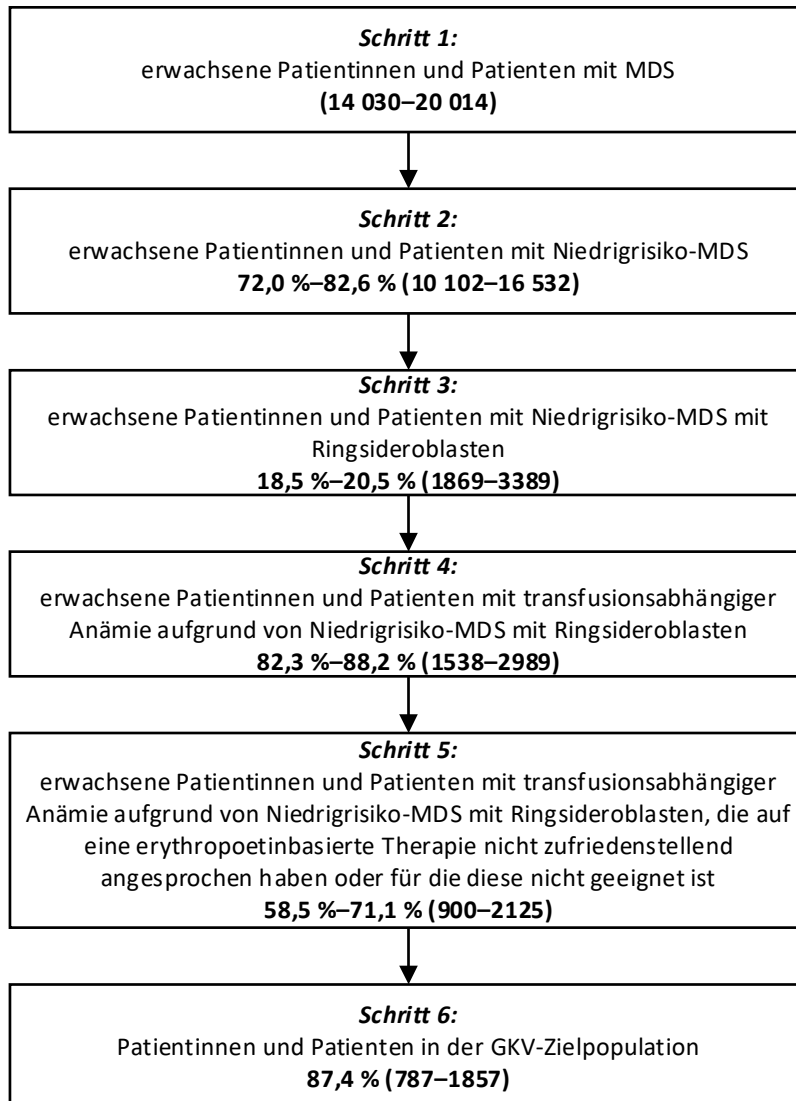 Schritt 1:
erwachsene Patientinnen und Patienten mit MDS
(14 030–20 014)
Schritt 2:
erwachsene Patientinnen und Patienten mit Niedrigrisiko-MDS
72,0 %–82,6 % (10 102–16 532)
Schritt 3:
erwachsene Patientinnen und Patienten mit Niedrigrisiko-MDS mit
Ringsideroblasten
18,5 %–20,5 % (1869–3389)
Schritt 4:
erwachsene Patientinnen und Patienten mit transfusionsabhängiger
Anämie aufgrund von Niedrigrisiko-MDS mit Ringsideroblasten
82,3 %–88,2 % (1538–2989)
Schritt 5:
erwachsene Patientinnen und Patienten mit transfusionsabhängiger
Anämie aufgrund von Niedrigrisiko-MDS mit Ringsideroblasten, die auf
eine erythropoetinbasierte Therapie nicht zufriedenstellend
angesprochen haben oder für die diese nicht geeignet ist
58,5 %–71,1 % (900–2125)
Schritt 6:
Patientinnen und Patienten in der GKV-Zielpopulation
87,4 % (787–1857)